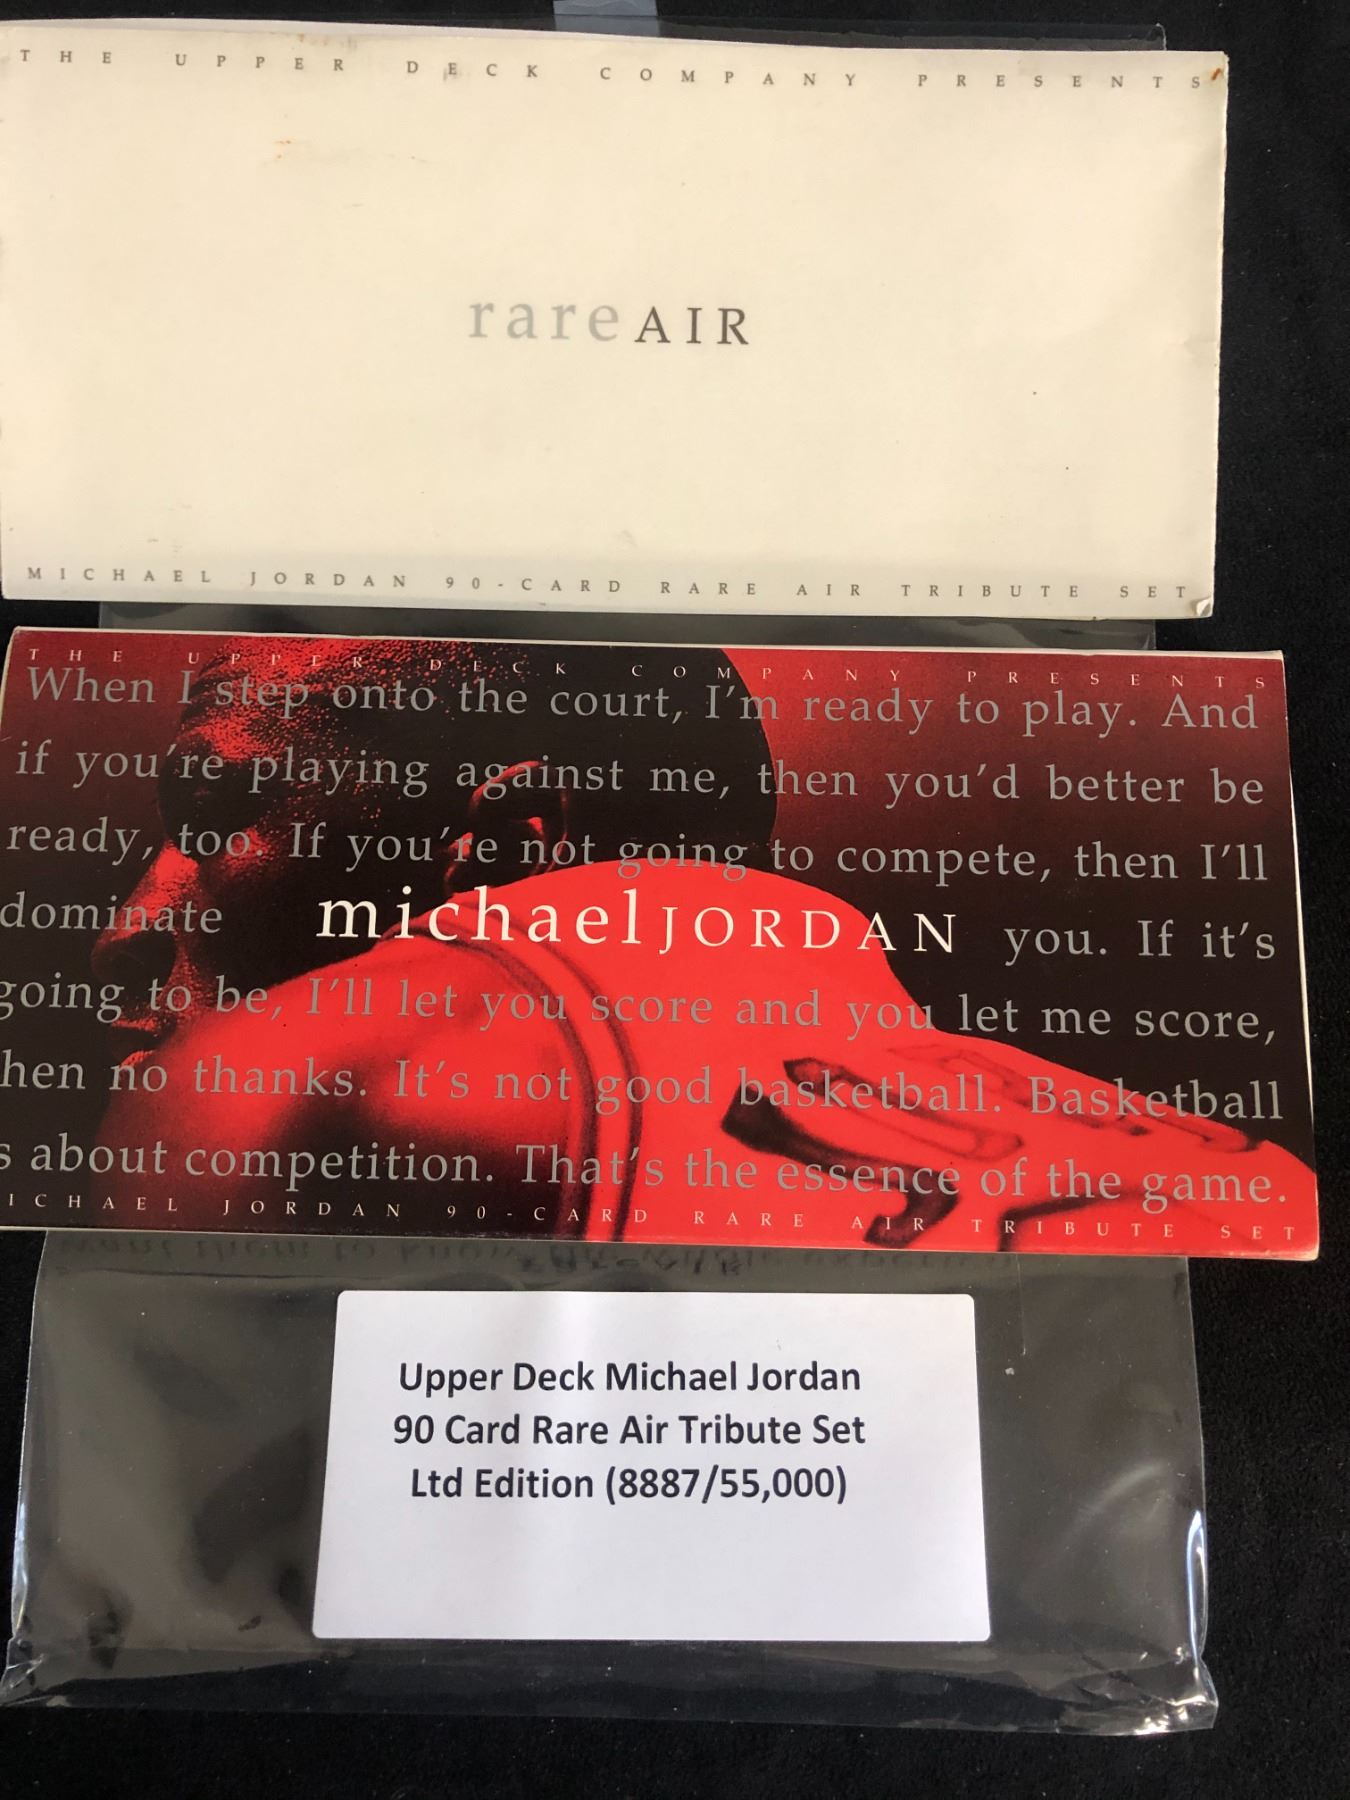 THE UPPER DECK COMPANY PRESENTS
rareAIR
MICHAEL JORDAN 90-CARD RARE AIR TRIBUTE SET
THE UPPER DECK COMPANY PRESENTS
When I step onto the court, I'm ready to play. And
if you're playing against me, then you'd better be
ready, too. If you're not going to compete, then I'll
dominate michaelJORDAN you. If it's
going to be, I'll let you score and you let me score,
hen no thanks. It's not good basketball. Basketball
s about competition. That's the essence of the game.
ICHAEL JORDAN 90-CARD RARE AIR TRIBUTE SET
Upper Deck Michael Jordan
90 Card Rare Air Tribute Set
Ltd Edition (8887/55,000)